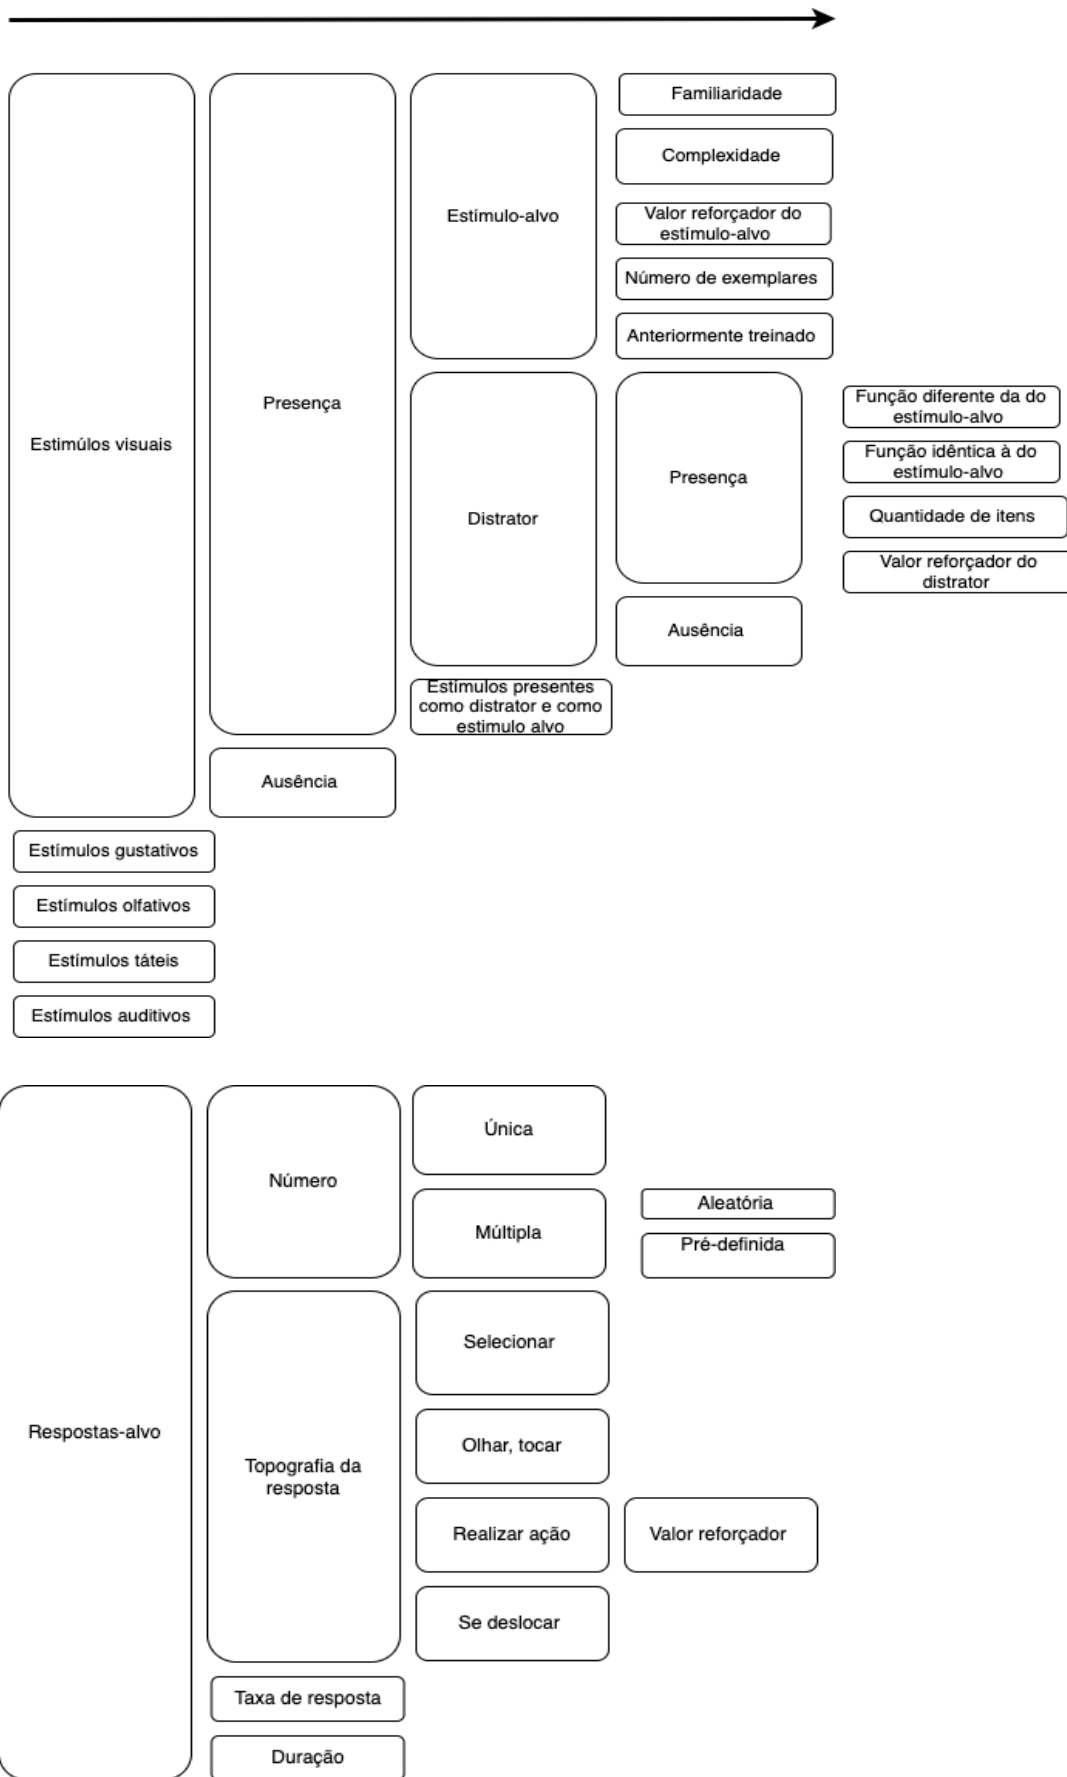 Estimúlos visuais
Presença
Estímulo-alvo
Familiaridade
Complexidade
Valor reforçador do
estímulo-alvo
Número de exemplares
Anteriormente treinado
Distrator
Presença
Função diferente da do
estímulo-alvo
Função idêntica à do
estímulo-alvo
Quantidade de itens
Valor reforçador do
distrator
Ausência
Estímulos presentes
como distrator e como
estimulo alvo
Ausência
Estímulos gustativos
Estímulos olfativos
Estímulos táteis
Estímulos auditivos
Respostas-alvo
Número
Única
Múltipla
Aleatória
Pré-definida
Topografia da
resposta
Selecionar
Olhar, tocar
Realizar ação
Valor reforçador
Se deslocar
Taxa de resposta
Duração